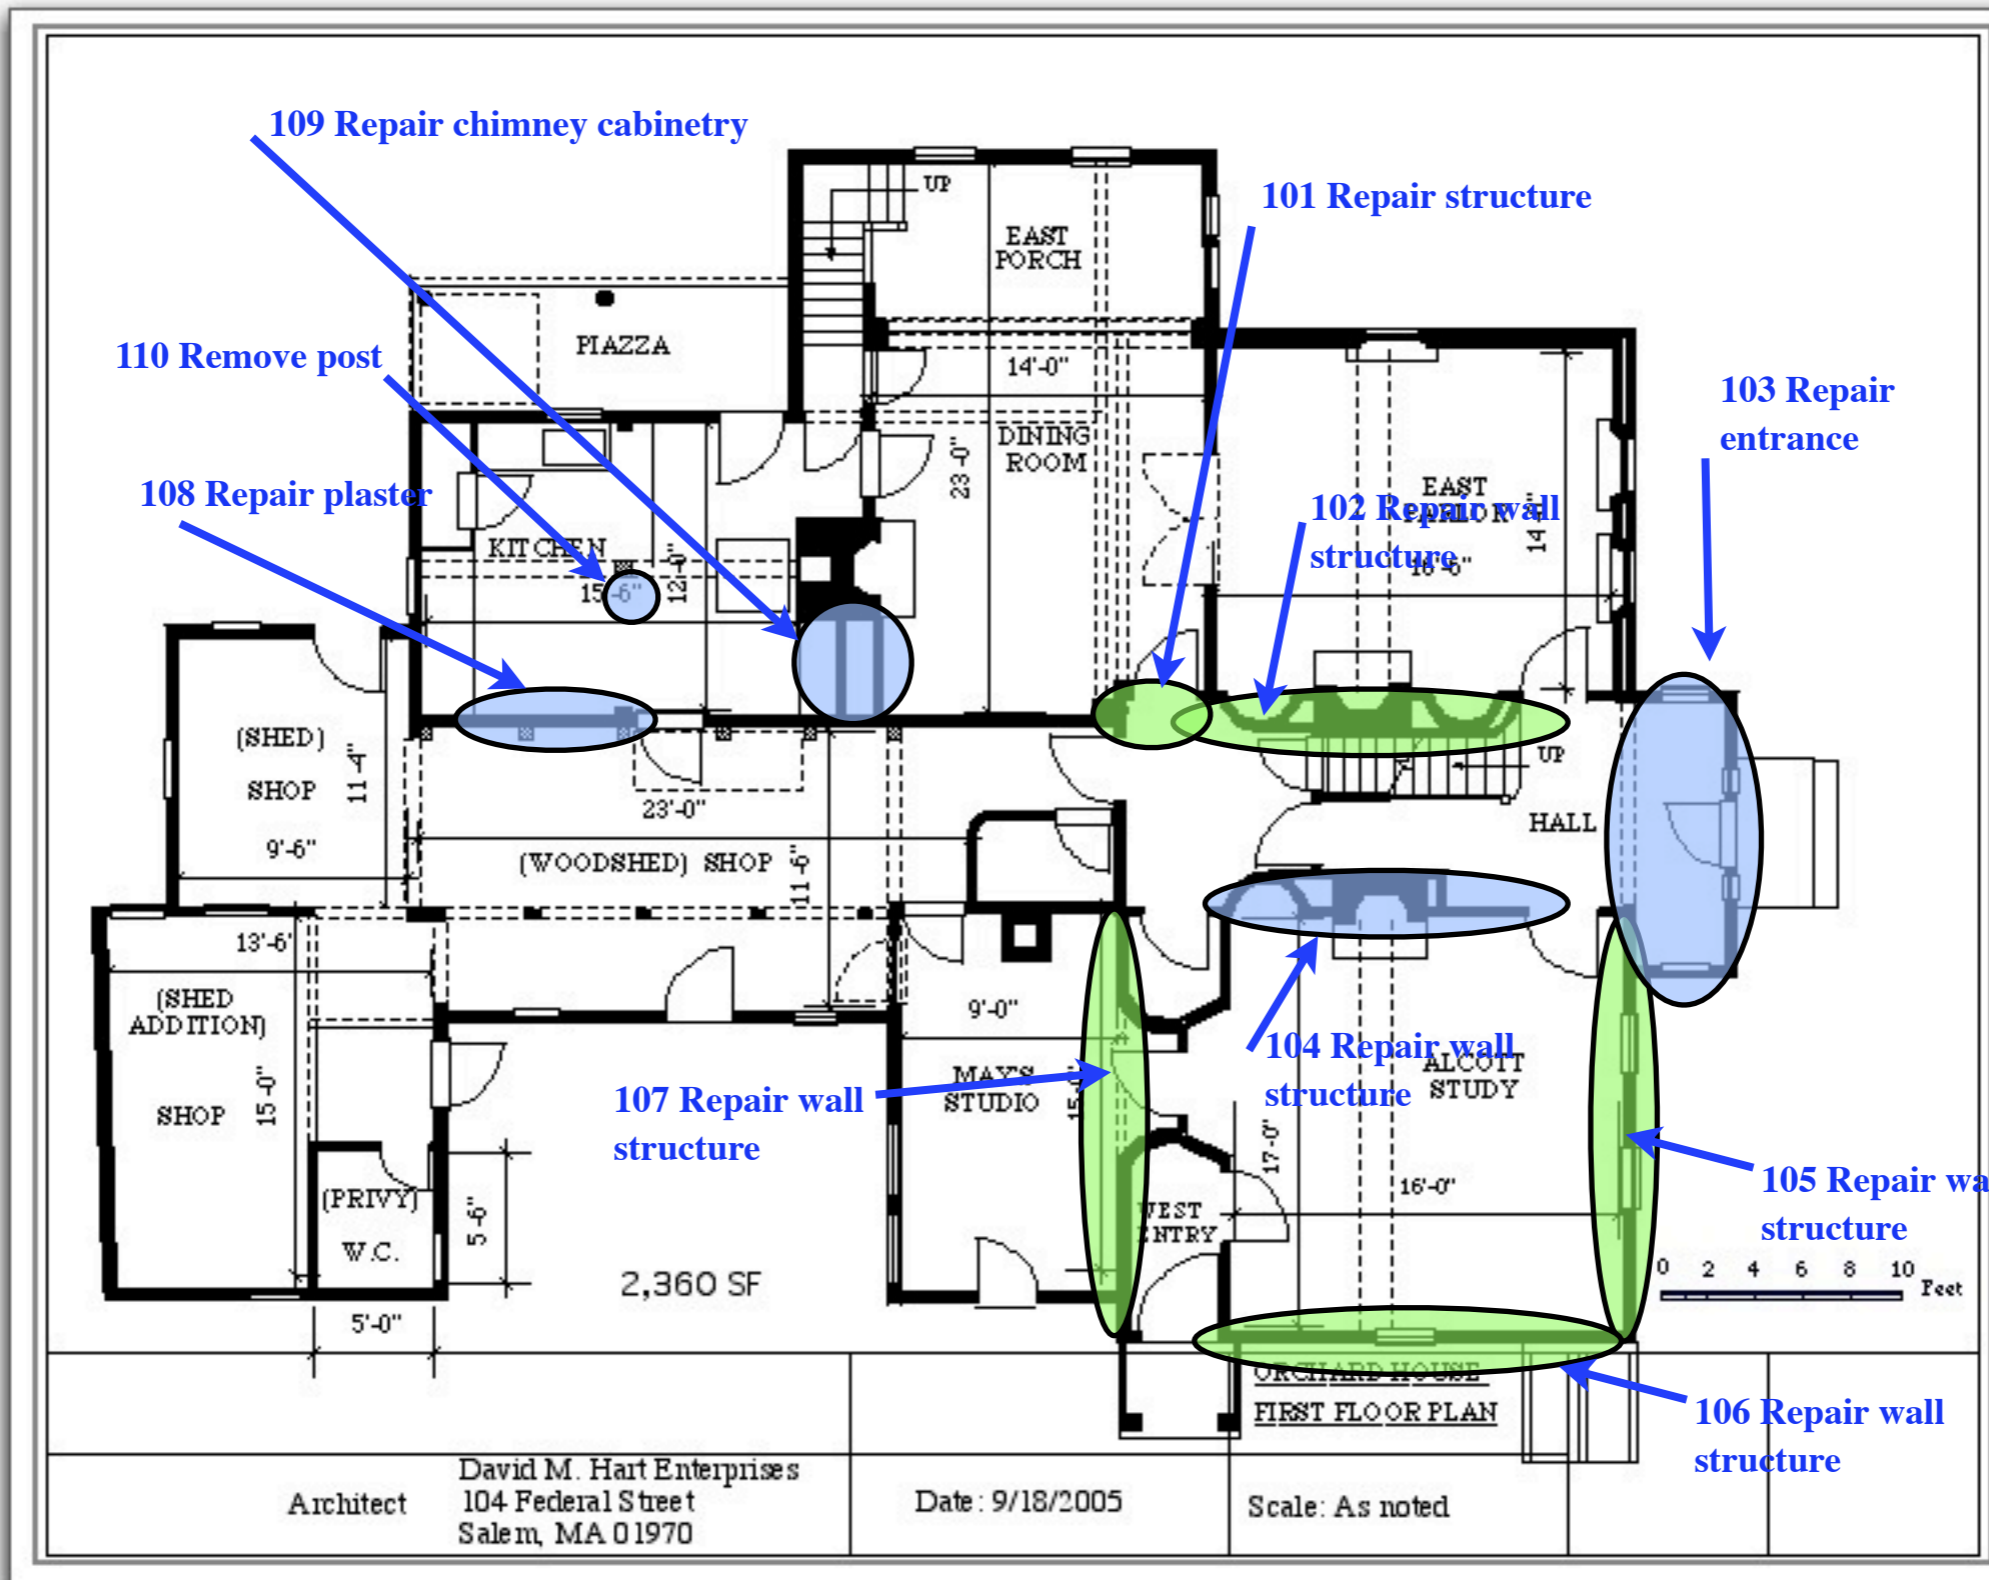 109 Repair chimney cabinetry
UP
101 Repair structure
EAST
PORCH
PIAZZA
110 Remove post
14'-0"
103 Repair
entrance
DINING
ROOM
23'-0"
108 Repair plaster
EAST
102 Repair wall
structure
14'
16'-6"
KITCHEN
15'-6"
12'-0"
(SHED)
SHOP
11'-4"
9'-6"
23'-0"
UP
HALL
(WOODSHED) SHOP
11'-6"
13'-6'
(SHED
ADDITION)
SHOP
15'-0"
9'-0"
104 Repair wall
structure
ALCOTT
STUDY
MAY'S
STUDIO
107 Repair wall
structure
17'-0"
16'-0"
105 Repair wa
structure
(PRIVY)
W.C.
5'-6"
WEST
ENTRY
2,360 SF
0 2 4 6 8 10
Feet
5'-0"
ORCHARD HOUSE
FIRST FLOOR PLAN
106 Repair wall
structure
Architect
David M. Hart Enterprises
104 Federal Street
Salem, MA 01970
Date: 9/18/2005
Scale: As noted